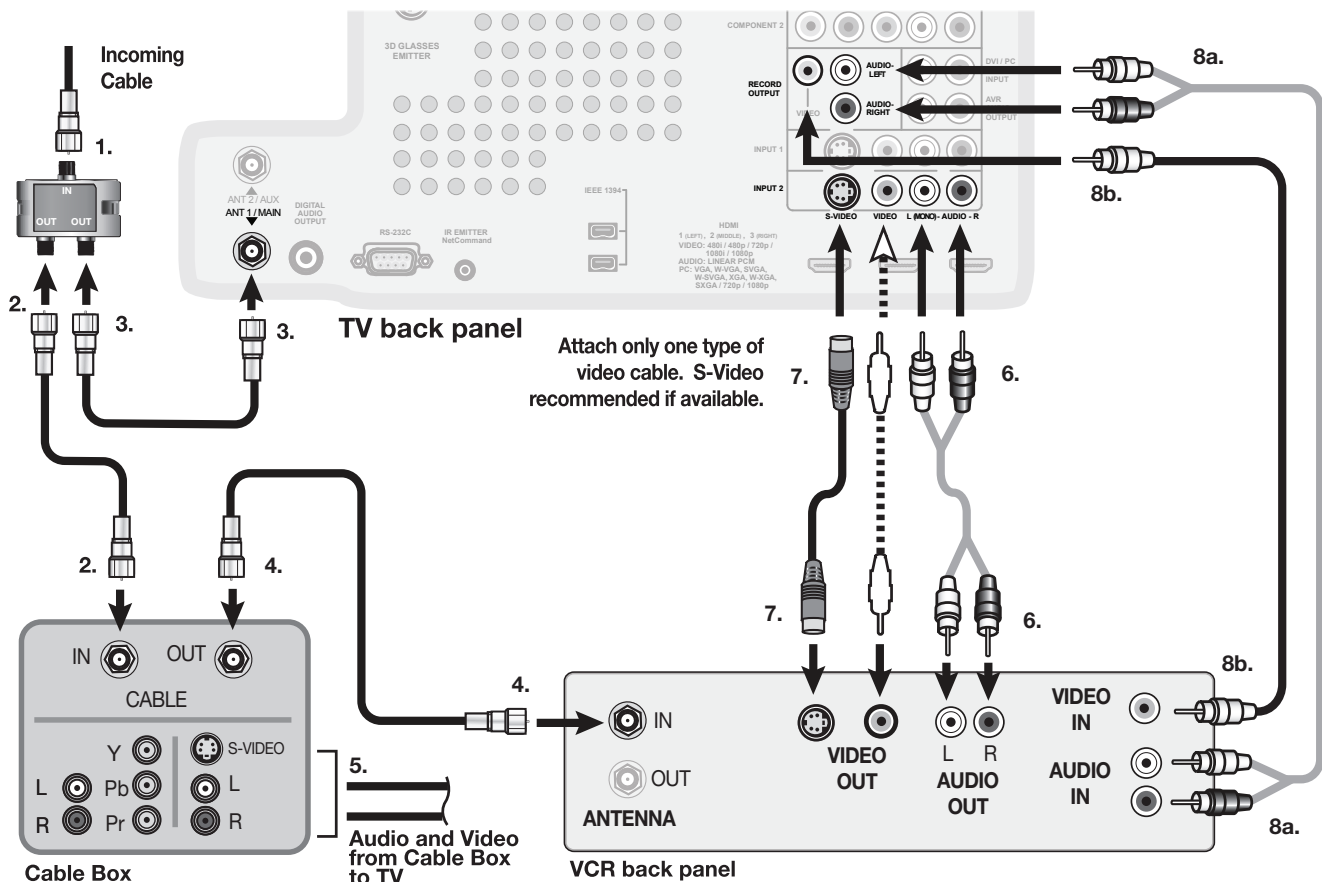 Incoming
Cable
1.
IN
OUT OUT
2.
3.
3D GLASSES
EMITTER
ANT 2 / AUX
ANT 1 / MAIN
DIGITAL
AUDIO
OUTPUT
RS-232C
IR EMITTER
NetCommand
IEEE 1394
COMPONENT 2
RECORD
OUTPUT
VIDEO
AUDIO-
LEFT
AUDIO-
RIGHT
DVI / PC
INPUT
AVR
OUTPUT
INPUT 1
INPUT 2
S-VIDEO VIDEO L (MONO)- AUDIO - R
HDMI
1 (LEFT) , 2 (MIDDLE) , 3 (RIGHT)
VIDEO: 480i / 480p / 720p /
1080i / 1080p
AUDIO: LINEAR PCM
PC: VGA, W-VGA, SVGA,
W-SVGA, XGA, W-XGA,
SXGA / 720p / 1080p
8a.
8b.
3.
TV back panel
Attach only one type of
video cable. S-Video
recommended if available.
7.
6.
2.
4.
7.
6.
IN OUT
CABLE
Y
Pb
Pr
L
R
S-VIDEO
L
R
Cable Box
5.
Audio and Video
from Cable Box
to TV
4.
IN
OUT
ANTENNA
VIDEO
OUT
L R
AUDIO
OUT
VIDEO
IN
AUDIO
IN
8b.
8a.
VCR back panel